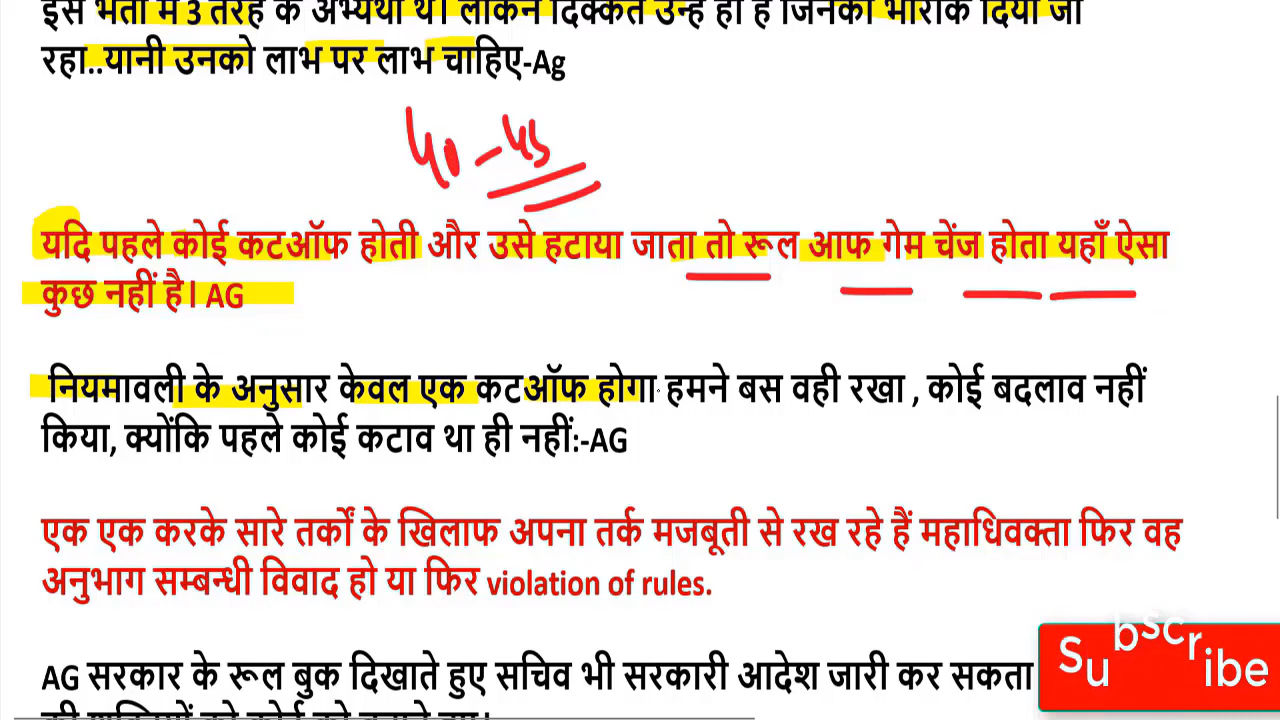 इस भर्ती में 3 तरह के अभ्यर्थी थे। लेकिन दिक्कत उन्हें ही है जिनको भारांक दिया जा
रहा..यानी उनको लाभ पर लाभ चाहिए-Ag
40-45
यदि पहले कोई कटऑफ होती और उसे हटाया जाता तो रूल आफ गेम चेंज होता यहाँ ऐसा
कुछ नहीं है। AG
नियमावली के अनुसार केवल एक कटऑफ होगा हमने बस वही रखा , कोई बदलाव नहीं
किया, क्योंकि पहले कोई कटाव था ही नहीं:-AG
एक एक करके सारे तर्कों के खिलाफ अपना तर्क मजबूती से रख रहे हैं महाधिवक्ता फिर वह
अनुभाग सम्बन्धी विवाद हो या फिर violation of rules.
AG सरकार के रूल बुक दिखाते हुए सचिव भी सरकारी आदेश जारी कर सकता
Subscribe